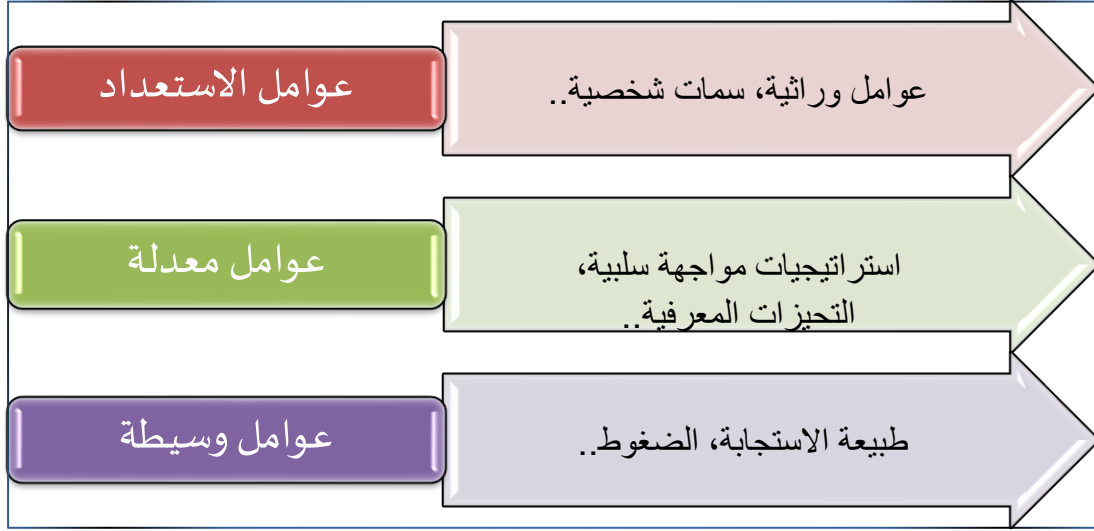 عوامل الاستعداد
عوامل وراثية، سمات شخصية..
عوامل معدلة
استراتيجيات مواجهة سلبية،
التحيزات المعرفية..
عوامل وسيطة
طبيعة الاستجابة، الضغوط..